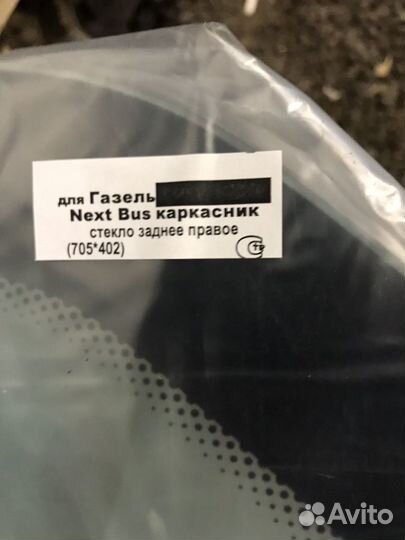 для Газель
Next Bus каркасник
стекло заднее правое
(705*402)
Avito